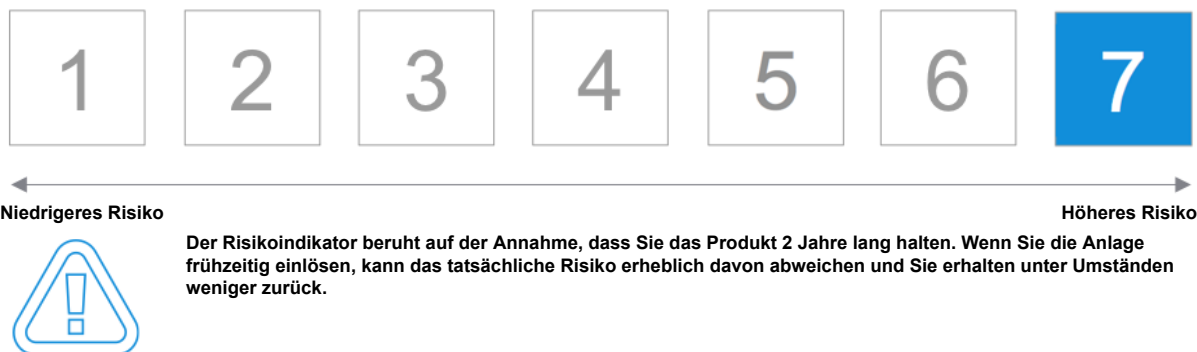 1 2 3 4 5 6 7
Niedrigeres Risiko Höheres Risiko
Der Risikoindikator beruht auf der Annahme, dass Sie das Produkt 2 Jahre lang halten. Wenn Sie die Anlage
frühzeitig einlösen, kann das tatsächliche Risiko erheblich davon abweichen und Sie erhalten unter Umständen
weniger zurück.